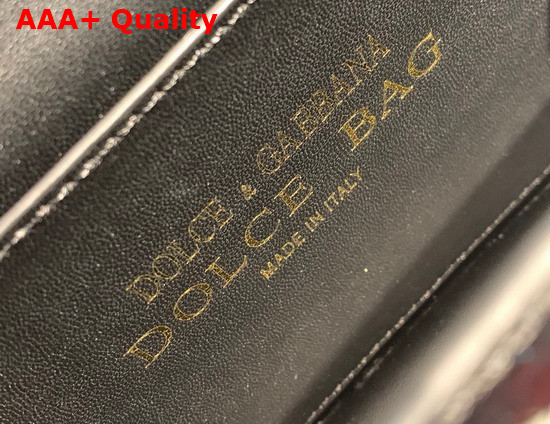 AAA+ Quality
DOLCE & GABBANA
DOLCE BAG
MADE IN ITALY